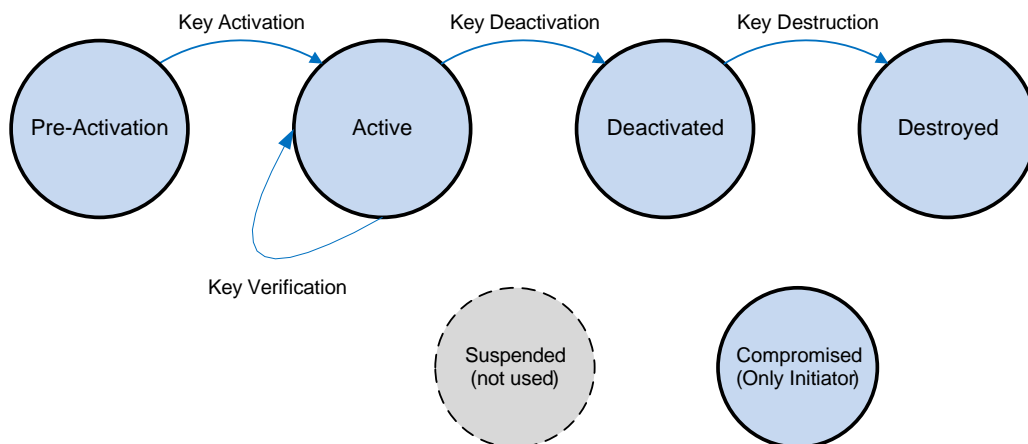 Key Activation
Key Deactivation
Key Destruction
Pre-Activation
Active
Deactivated
Destroyed
Key Verification
Suspended
(not used)
Compromised
(Only Initiator)